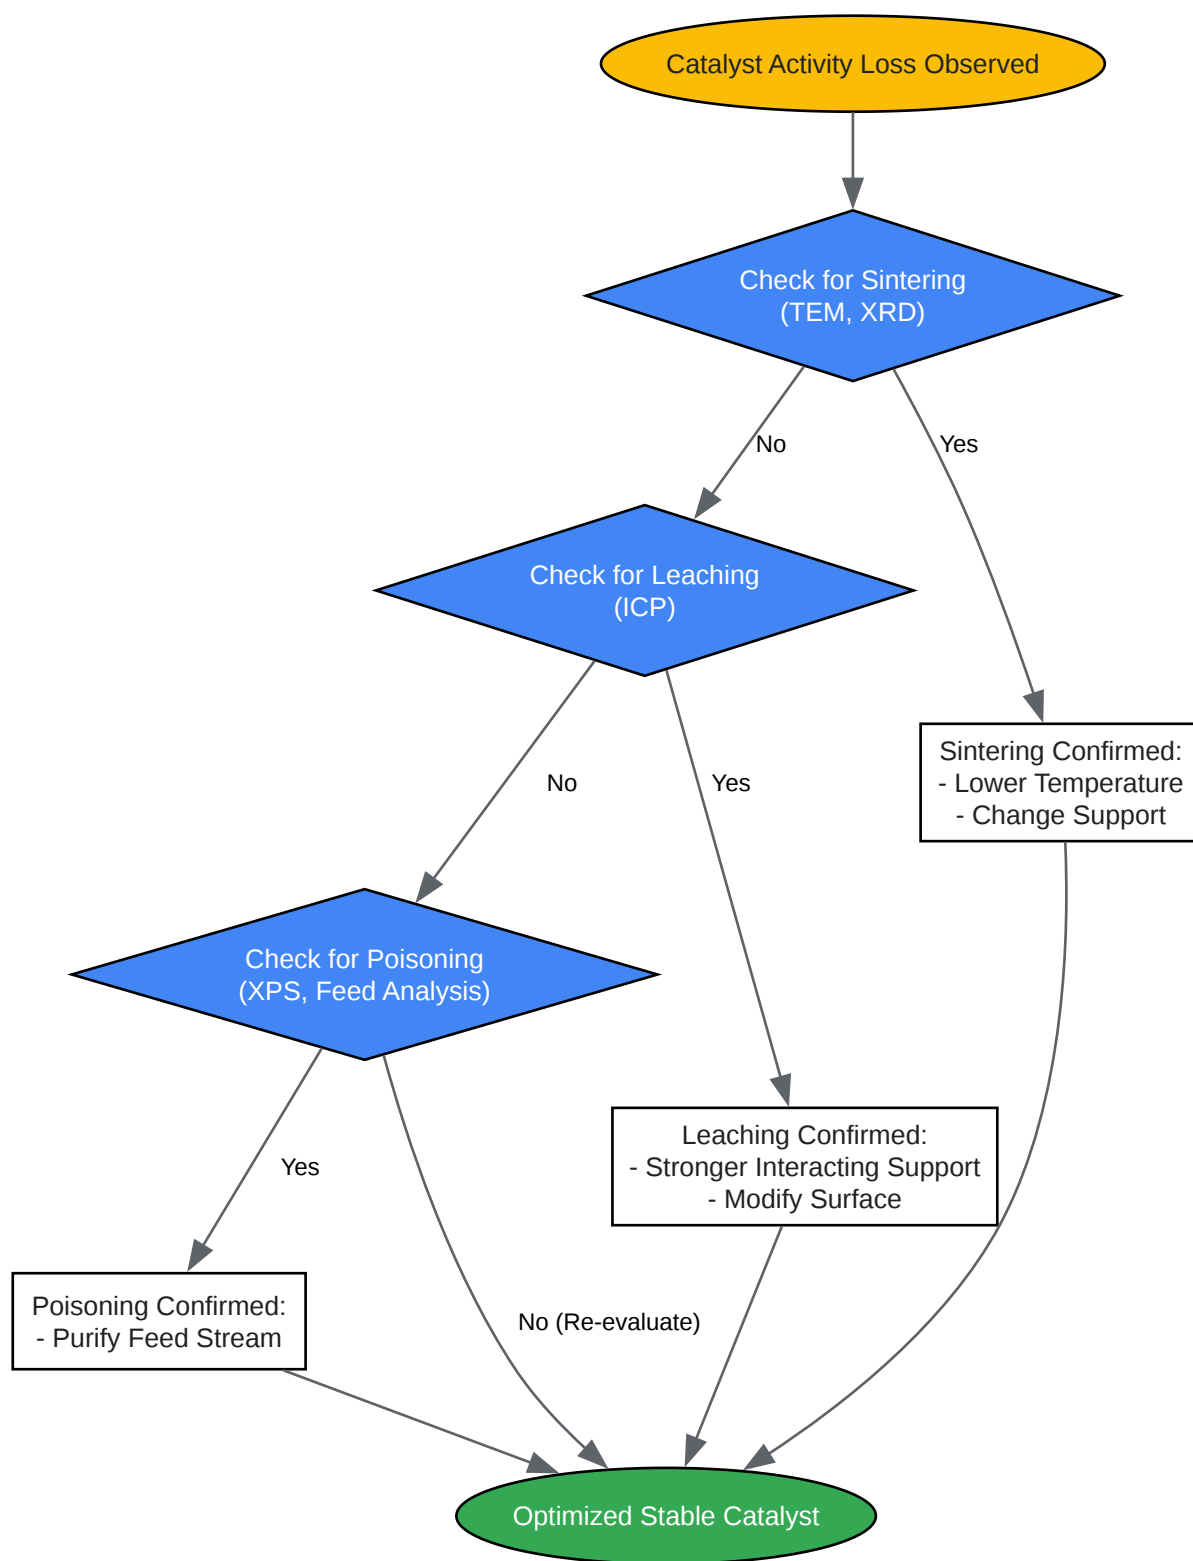 Catalyst Activity Loss Observed
Check for Sintering
(TEM, XRD)
No
Yes
Check for Leaching
(ICP)
No
Yes
Sintering Confirmed:
- Lower Temperature
- Change Support
Check for Poisoning
(XPS, Feed Analysis)
Yes
Leaching Confirmed:
- Stronger Interacting Support
- Modify Surface
Poisoning Confirmed:
- Purify Feed Stream
No (Re-evaluate)
Optimized Stable Catalyst